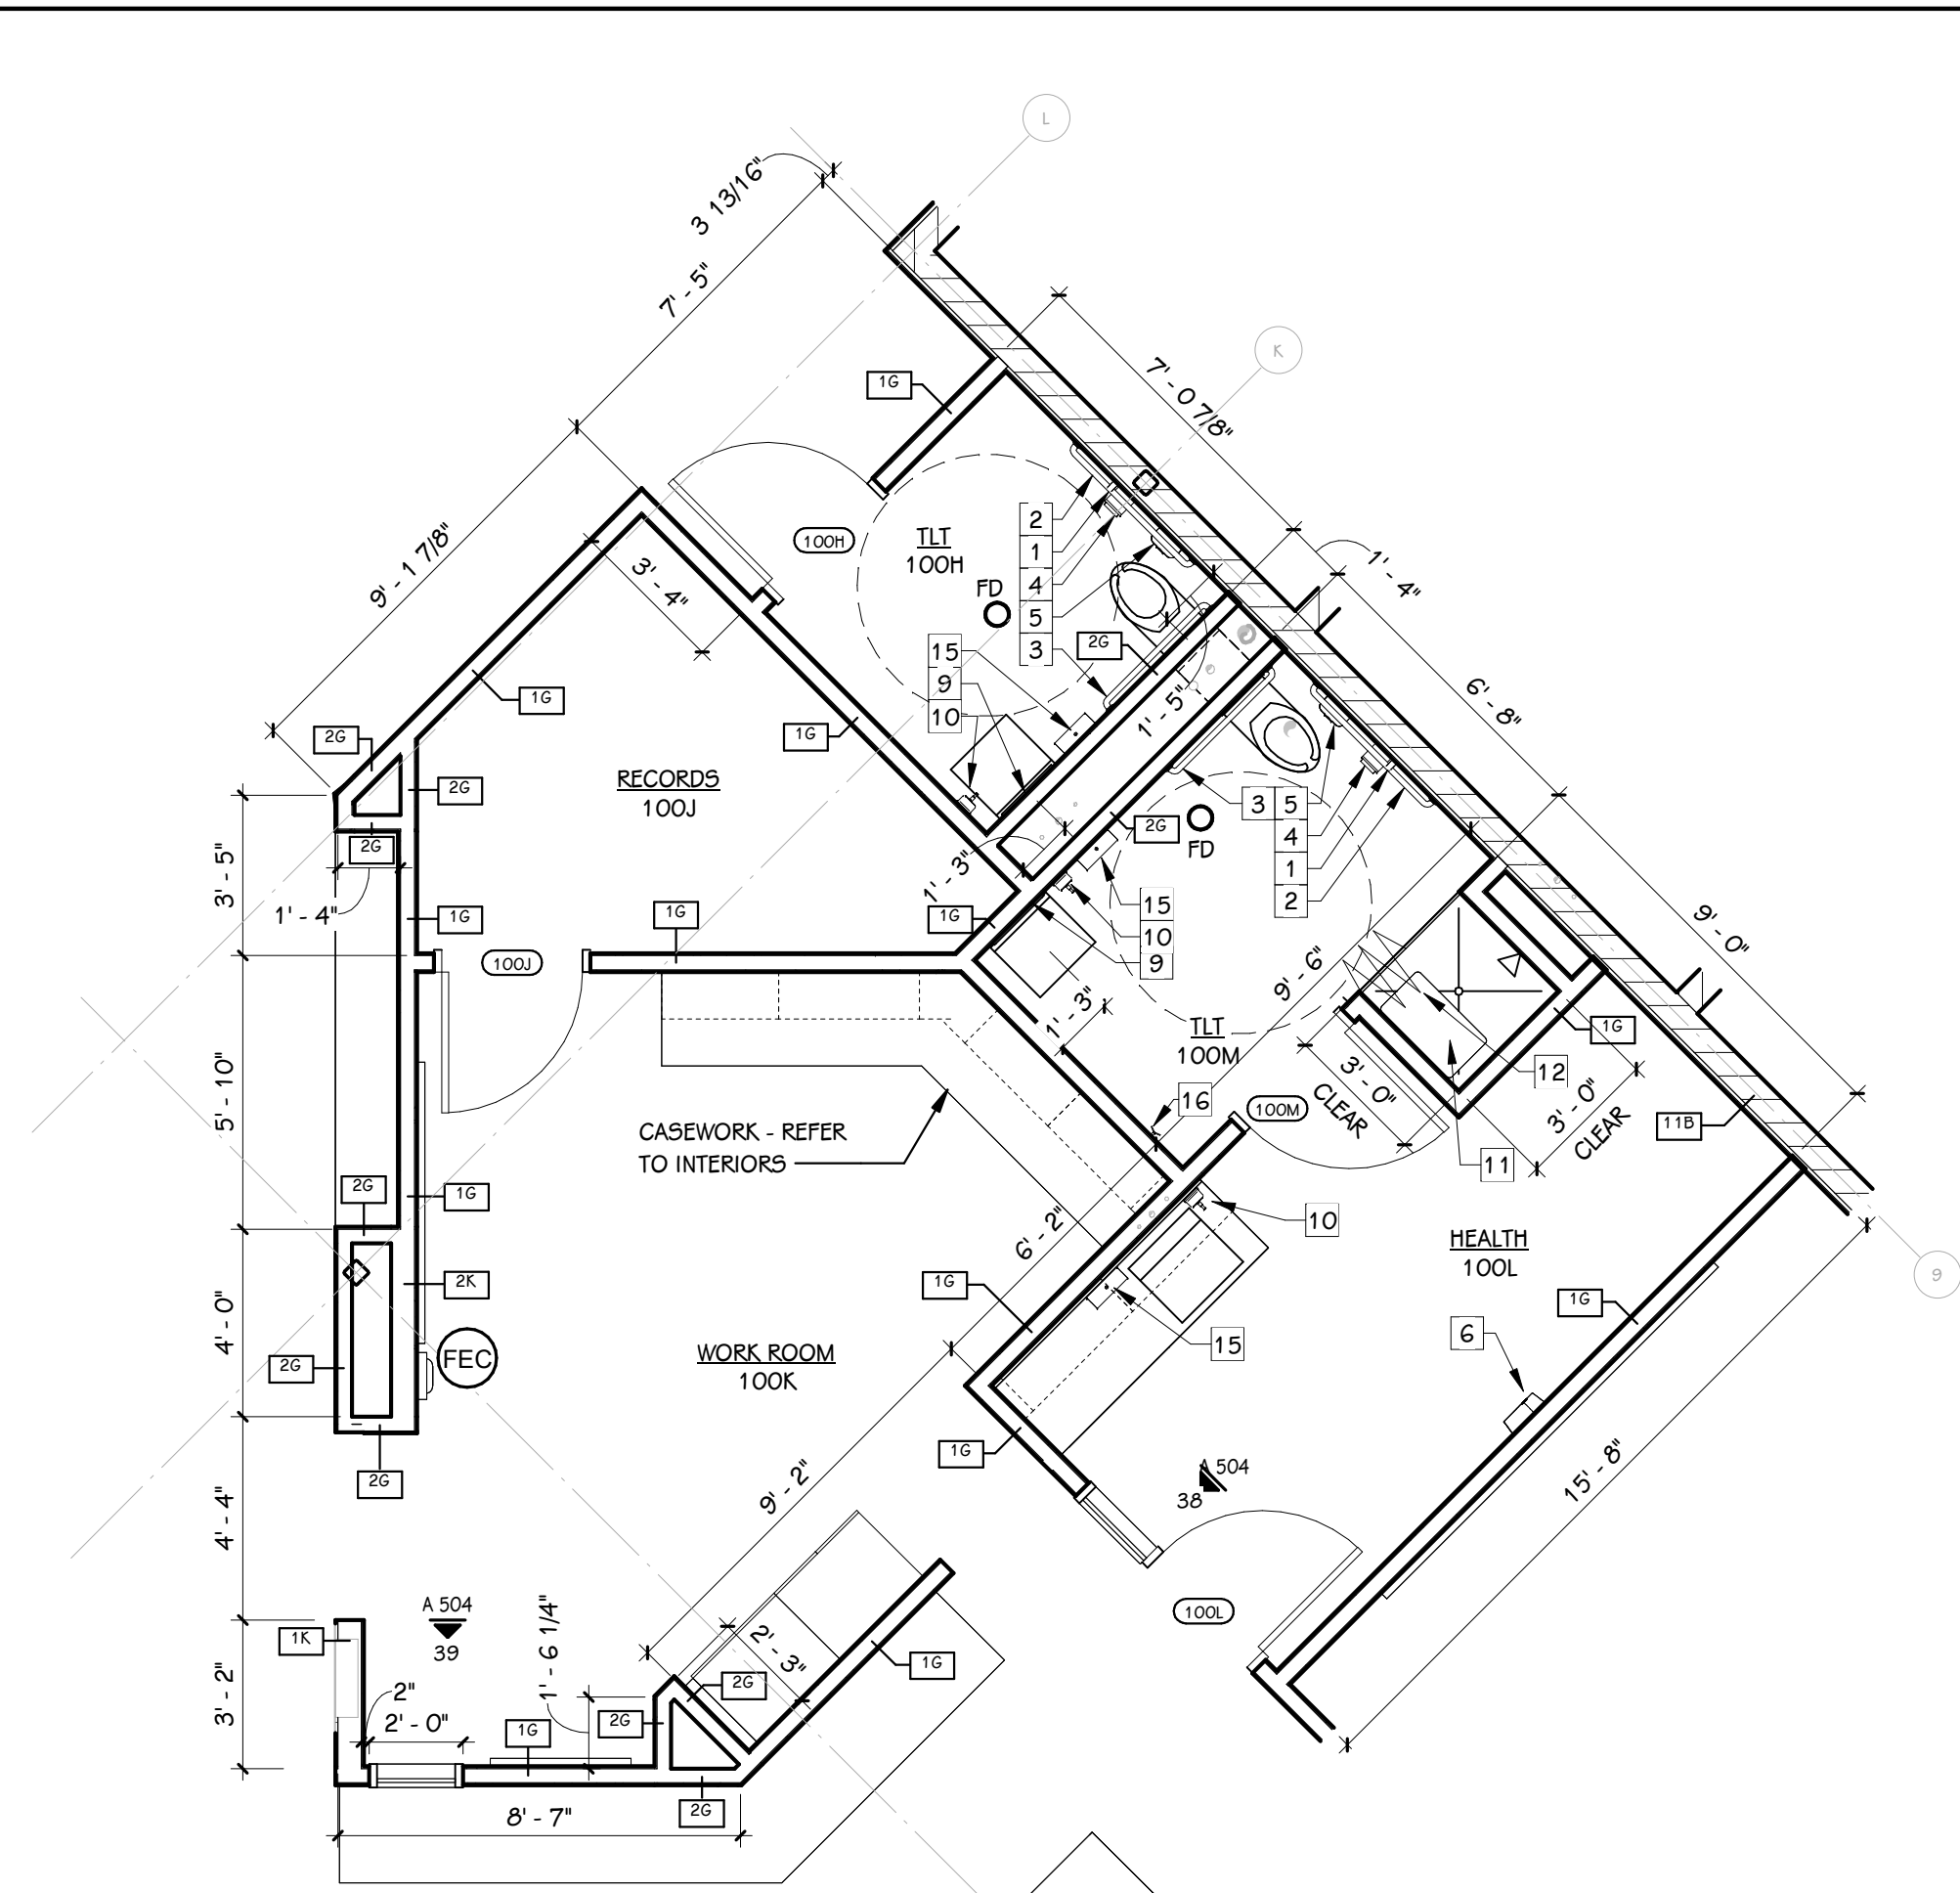 L
3 13/16"
7' - 5"
K
7' - 0 7/8"
1G
9' - 1 7/8"
3' - 4"
100H
TLT
100H
FD
2
1
4
5
3
1' - 4"
15
9
10
2G
1' - 5"
6' - 8"
1G
2G
1G
RECORDS
100J
2G
2G
3' - 5"
1' - 4"
1G
1G
1G
1' - 3"
2G
FD
3
5
4
1
2
15
10
9
9' - 0"
9' - 6"
100J
1' - 3"
TLT
100M
1G
12
3' - 0"
CLEAR
3' - 0"
CLEAR
11B
5' - 10"
CASEWORK - REFER
TO INTERIORS
16
100M
11
2G
1G
10
6' - 2"
HEALTH
100L
9
2K
1G
1G
6
4' - 0"
2G
FEC
WORK ROOM
100K
15
1G
2G
9' - 2"
A 504
38
15' - 8"
4' - 4"
A 504
39
1' - 6 1/4"
100L
1K
2' - 3"
1G
2G
3' - 2"
2"
2' - 0"
1G
2G
8' - 7"
2G